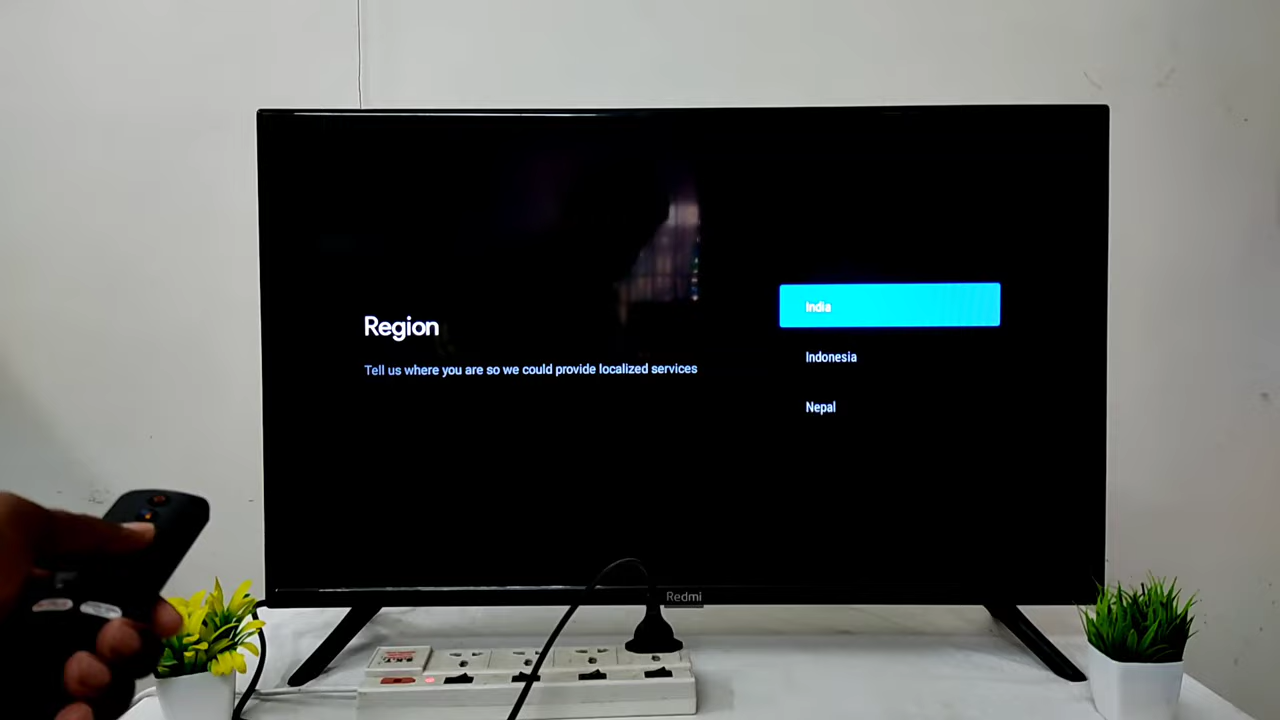 Region
Tell us where you are so we could provide localized services
India
Indonesia
Nepal
Redmi